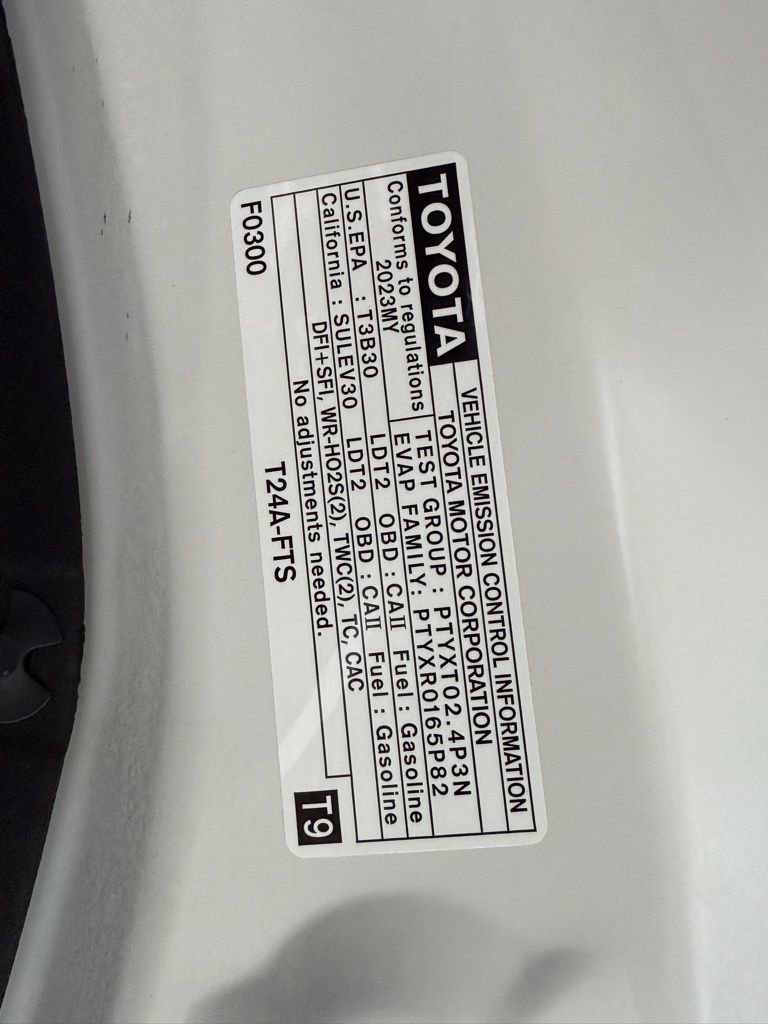 TOYOTA
VEHICLE EMISSION CONTROL INFORMATION
TOYOTA MOTOR CORPORATION
Conforms to regulations
2023MY
TEST GROUP : PTYXT02.4P3N
EVAP FAMILY: PTYXR0165P82
U.S.EPA : T3B30 LDT2 OBD : CAII Fuel : Gasoline
California : SULEV30 LDT2 OBD : CAII Fuel : Gasoline
DFI+SFI, WR-HO2S(2), TWC(2), TC, CAC
No adjustments needed.
F0300 T24A-FTS T9